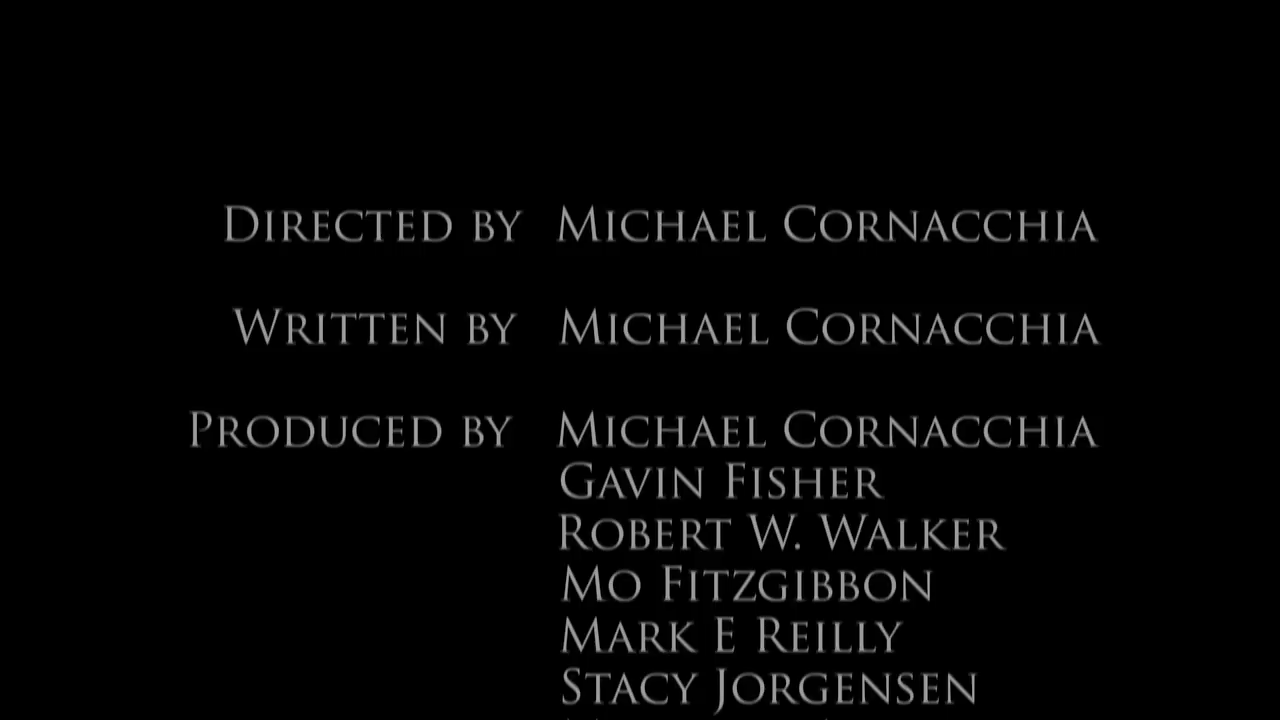 Directed by Michael Cornacchia
Written by Michael Cornacchia
Produced by Michael Cornacchia
Gavin Fisher
Robert W. Walker
Mo Fitzgibbon
Mark E Reilly
Stacy Jorgensen